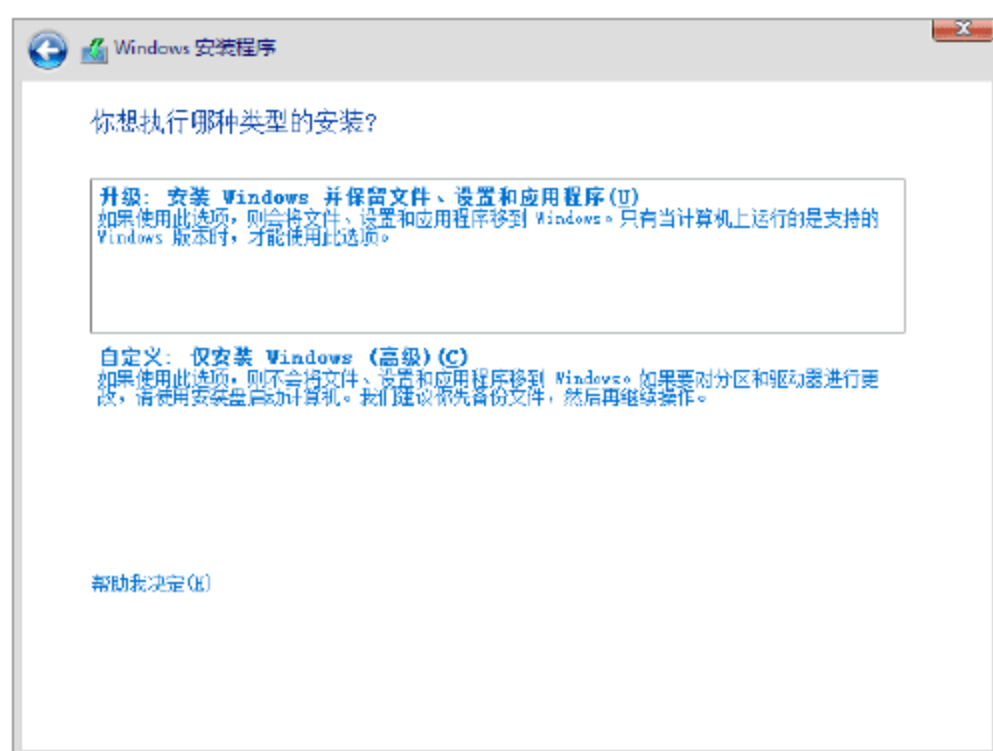 Windows 安装程序
你想执行哪种类型的安装?
升级: 安装 Windows 并保留文件、设置和应用程序(U)
如果使用此选项，则会将文件、设置和应用程序移到 Windows。只有当计算机上运行的是支持的
Windows 版本时，才能使用此选项。
自定义: 仅安装 Windows (高级)(C)
如果使用此选项，则不会将文件、设置和应用程序移到 Windows。如果要对分区和驱动器进行更
改，请使用安装盘启动计算机。我们建议你先备份文件，然后再继续操作。
帮助我决定(H)